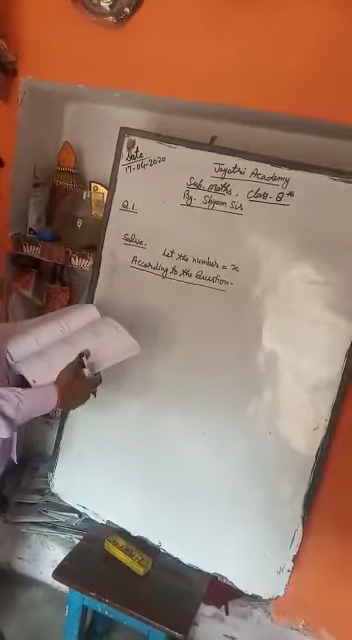 Date
17-04-2020
Jayatri Academy
Sub. Maths, Class-8th
By. Shyam Sir
Q.1.
Solve.
Let the number = x
According to the Question.